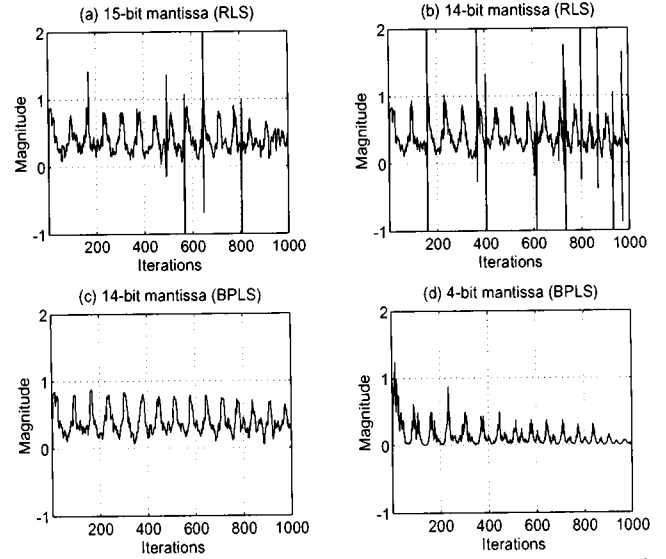 (a) 15-bit mantissa (RLS)
2
1
0
-1
Magnitude
200 400 600 800 1000
Iterations
(b) 14-bit mantissa (RLS)
2
1
0
-1
Magnitude
200 400 600 800 1000
Iterations
(c) 14-bit mantissa (BPLS)
2
1
0
-1
Magnitude
200 400 600 800 1000
Iterations
(d) 4-bit mantissa (BPLS)
2
1
0
-1
Magnitude
200 400 600 800 1000
Iterations